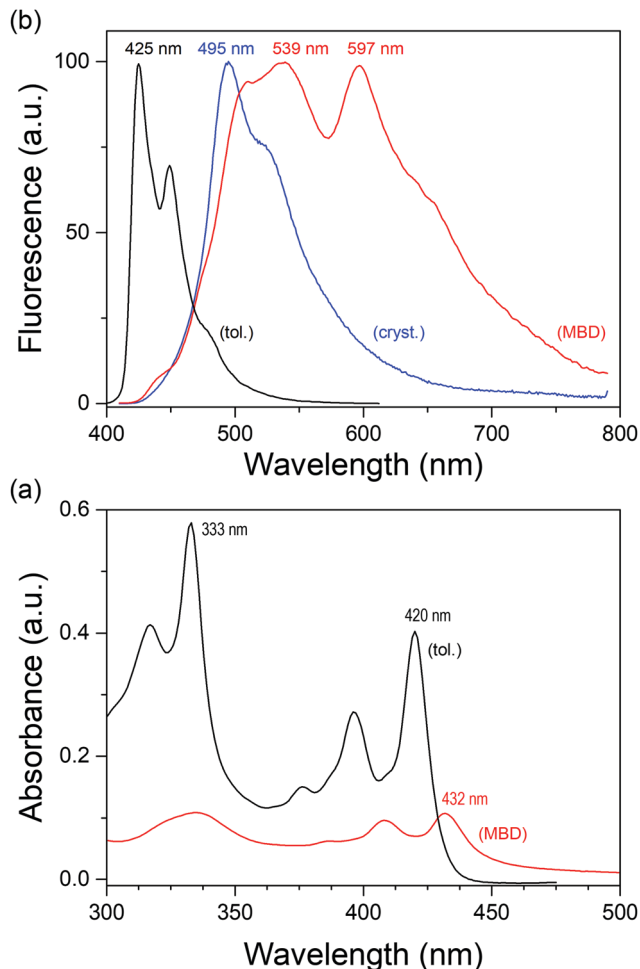 (b)
425 nm 495 nm 539 nm 597 nm
100
50
0
Fluorescence (a.u.)
(tol.) (cryst.) (MBD)
400 500 600 700 800
Wavelength (nm)
(a)
0.6
0.4
0.2
0.0
Absorbance (a.u.)
333 nm
420 nm
(tol.)
432 nm
(MBD)
300 350 400 450 500
Wavelength (nm)